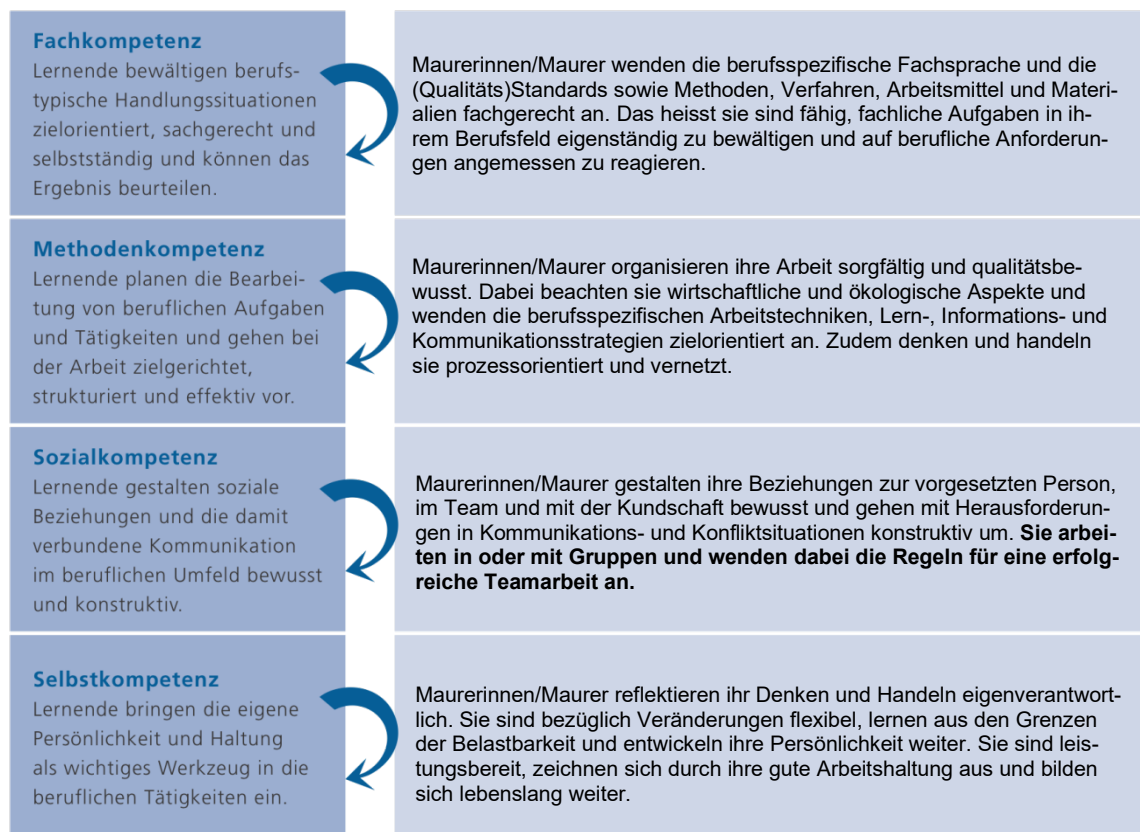 Fachkompetenz
Lernende bewältigen berufs-
typische Handlungssituationen
zielorientiert, sachgerecht und
selbstständig und können das
Ergebnis beurteilen.
Maurerinnen/Maurer wenden die berufsspezifische Fachsprache und die
(Qualitäts)Standards sowie Methoden, Verfahren, Arbeitsmittel und Materi-
alien fachgerecht an. Das heisst sie sind fähig, fachliche Aufgaben in ih-
rem Berufsfeld eigenständig zu bewältigen und auf berufliche Anforderun-
gen angemessen zu reagieren.
Methodenkompetenz
Lernende planen die Bearbei-
tung von beruflichen Aufgaben
und Tätigkeiten und gehen bei
der Arbeit zielgerichtet,
strukturiert und effektiv vor.
Maurerinnen/Maurer organisieren ihre Arbeit sorgfältig und qualitätsbe-
wusst. Dabei beachten sie wirtschaftliche und ökologische Aspekte und
wenden die berufsspezifischen Arbeitstechniken, Lern-, Informations- und
Kommunikationsstrategien zielorientiert an. Zudem denken und handeln
sie prozessorientiert und vernetzt.
Sozialkompetenz
Lernende gestalten soziale
Beziehungen und die damit
verbundene Kommunikation
im beruflichen Umfeld bewusst
und konstruktiv.
Maurerinnen/Maurer gestalten ihre Beziehungen zur vorgesetzten Person,
im Team und mit der Kundschaft bewusst und gehen mit Herausforderun-
gen in Kommunikations- und Konfliktsituationen konstruktiv um. Sie arbei-
ten in oder mit Gruppen und wenden dabei die Regeln für eine erfolg-
reiche Teamarbeit an.
Selbstkompetenz
Lernende bringen die eigene
Persönlichkeit und Haltung
als wichtiges Werkzeug in die
beruflichen Tätigkeiten ein.
Maurerinnen/Maurer reflektieren ihr Denken und Handeln eigenverantwort-
lich. Sie sind bezüglich Veränderungen flexibel, lernen aus den Grenzen
der Belastbarkeit und entwickeln ihre Persönlichkeit weiter. Sie sind leis-
tungsbereit, zeichnen sich durch ihre gute Arbeitshaltung aus und bilden
sich lebenslang weiter.